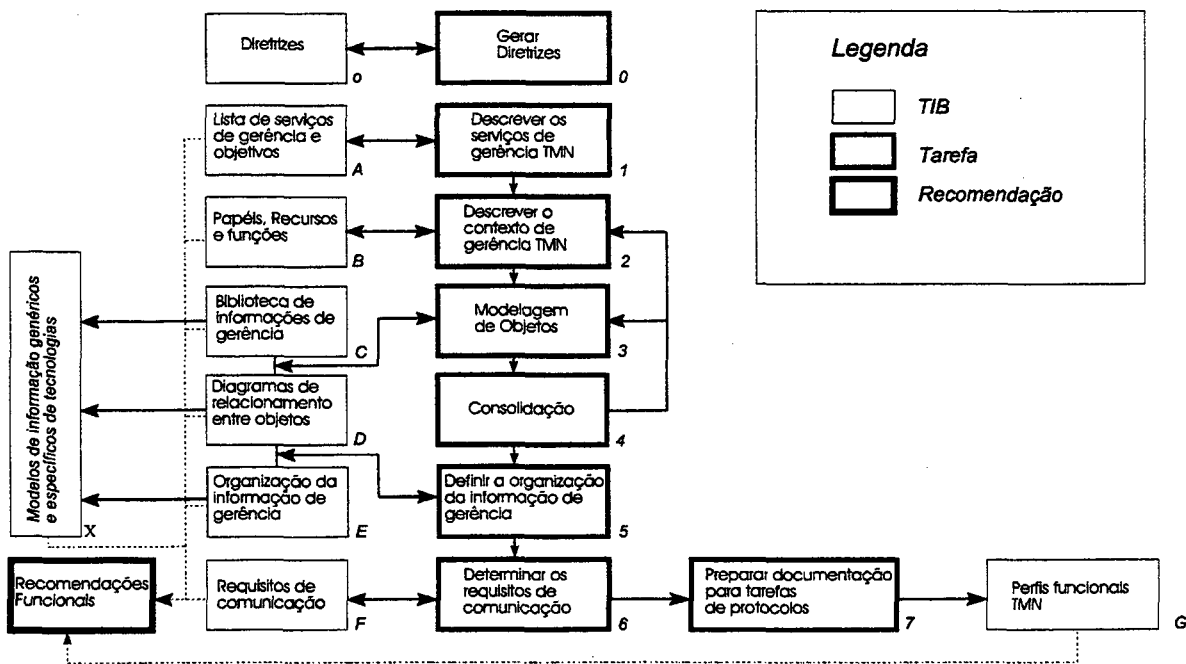 Diretrizes
o
Gerar
Diretrizes
0
Legenda
TIB
Tarefa
Recomendação
Lista de serviços
de gerência e
objetivos
A
Descrever os
serviços de
gerência TMN
1
Papéis, Recursos
e funções
B
Descrever o
contexto de
gerência TMN
2
Modelos de informação genéricos
e específicos de tecnologias
X
Biblioteca de
informações de
gerência
C
Modelagem
de Objetos
3
Diagramas de
relacionamento
entre objetos
D
Consolidação
4
Organização da
informação de
gerência
E
Definir a organização
da informação de
gerência
5
Recomendações
Funcionais
Requisitos de
comunicação
F
Determinar os
requisitos de
comunicação
6
Preparar documentação
para tarefas
de protocolos
7
Perfis funcionais
TMN
G